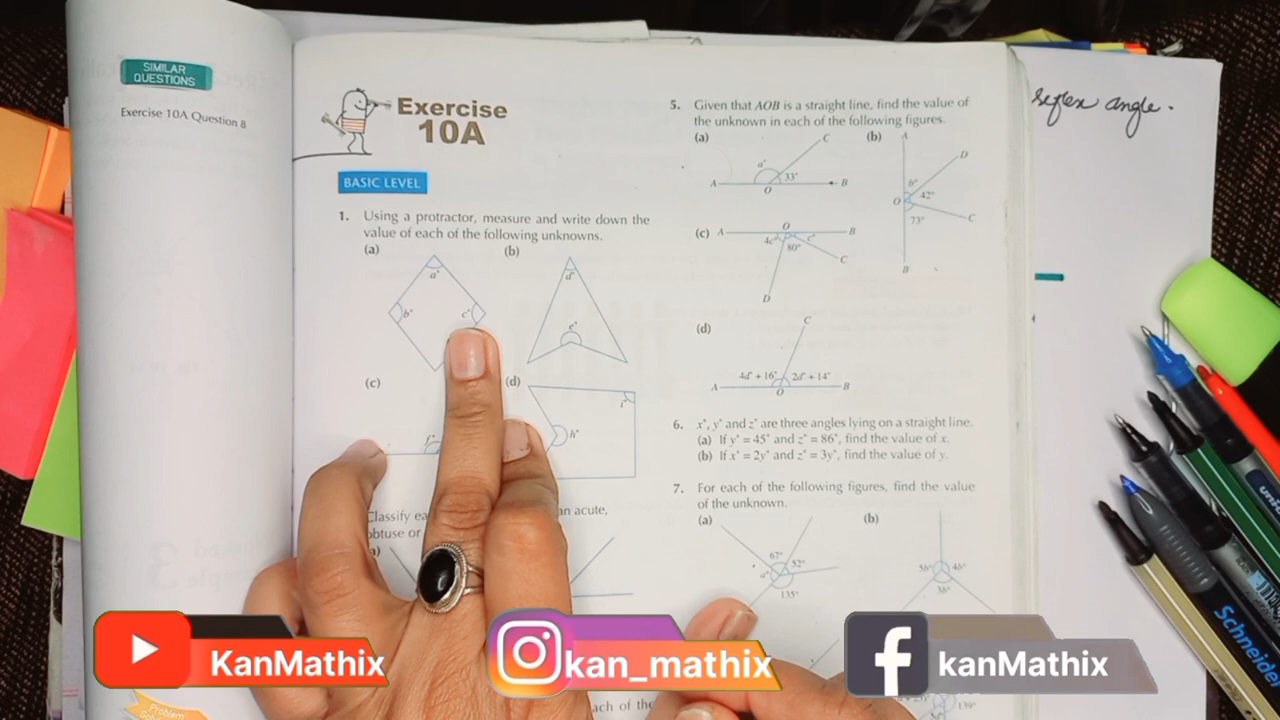 SIMILAR
QUESTIONS
Exercise 10A Question 8
Exercise
10A
BASIC LEVEL
1. Using a protractor, measure and write down the
value of each of the following unknowns.
(a) (b)
a° b° c° d° e°
(c) (d)
f° h° i°
Classify
an acute,
obtuse or
5. Given that AOB is a straight line, find the value of
the unknown in each of the following figures.
(a) (b)
A B C O a° 33°
A D O b° 42° C 73° B
(c) A O B
4c° 80° c° C
D
(d)
C
4d° + 16° 2d° + 14°
A O B
6. x°, y° and z° are three angles lying on a straight line.
(a) If y° = 45° and z° = 86°, find the value of x.
(b) If x° = 2y° and z° = 3y°, find the value of y.
7. For each of the following figures, find the value
of the unknown.
(a) (b)
67° 52° a° 135°
36°
139°
ach of the
reflex angle.
Schneider
Problem
KanMathix
kan_mathix
kanMathix